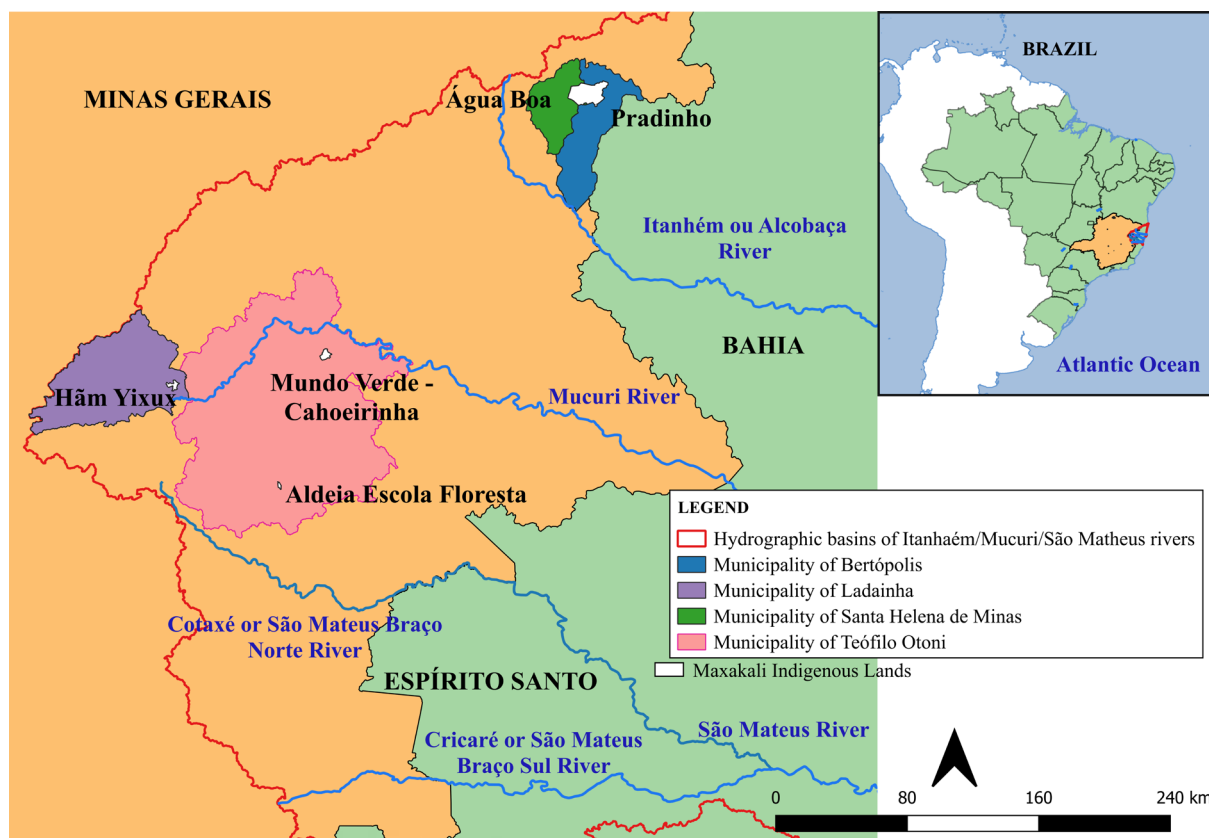 BRAZIL
MINAS GERAIS
Água Boa
Pradinho
Itanhém ou Alcobaça
River
BAHIA
Atlantic Ocean
Hãm Yixux
Mundo Verde -
Cahoeirinha
Mucuri River
Aldeia Escola Floresta
LEGEND
Hydrographic basins of Itanhaém/Mucuri/São Matheus rivers
Municipality of Bertópolis
Municipality of Ladainha
Municipality of Santa Helena de Minas
Municipality of Teófilo Otoni
Maxakali Indigenous Lands
Cotaxé or São Mateus Braço
Norte River
ESPÍRITO SANTO
São Mateus River
Cricaré or São Mateus
Braço Sul River
0 80 160 240 km